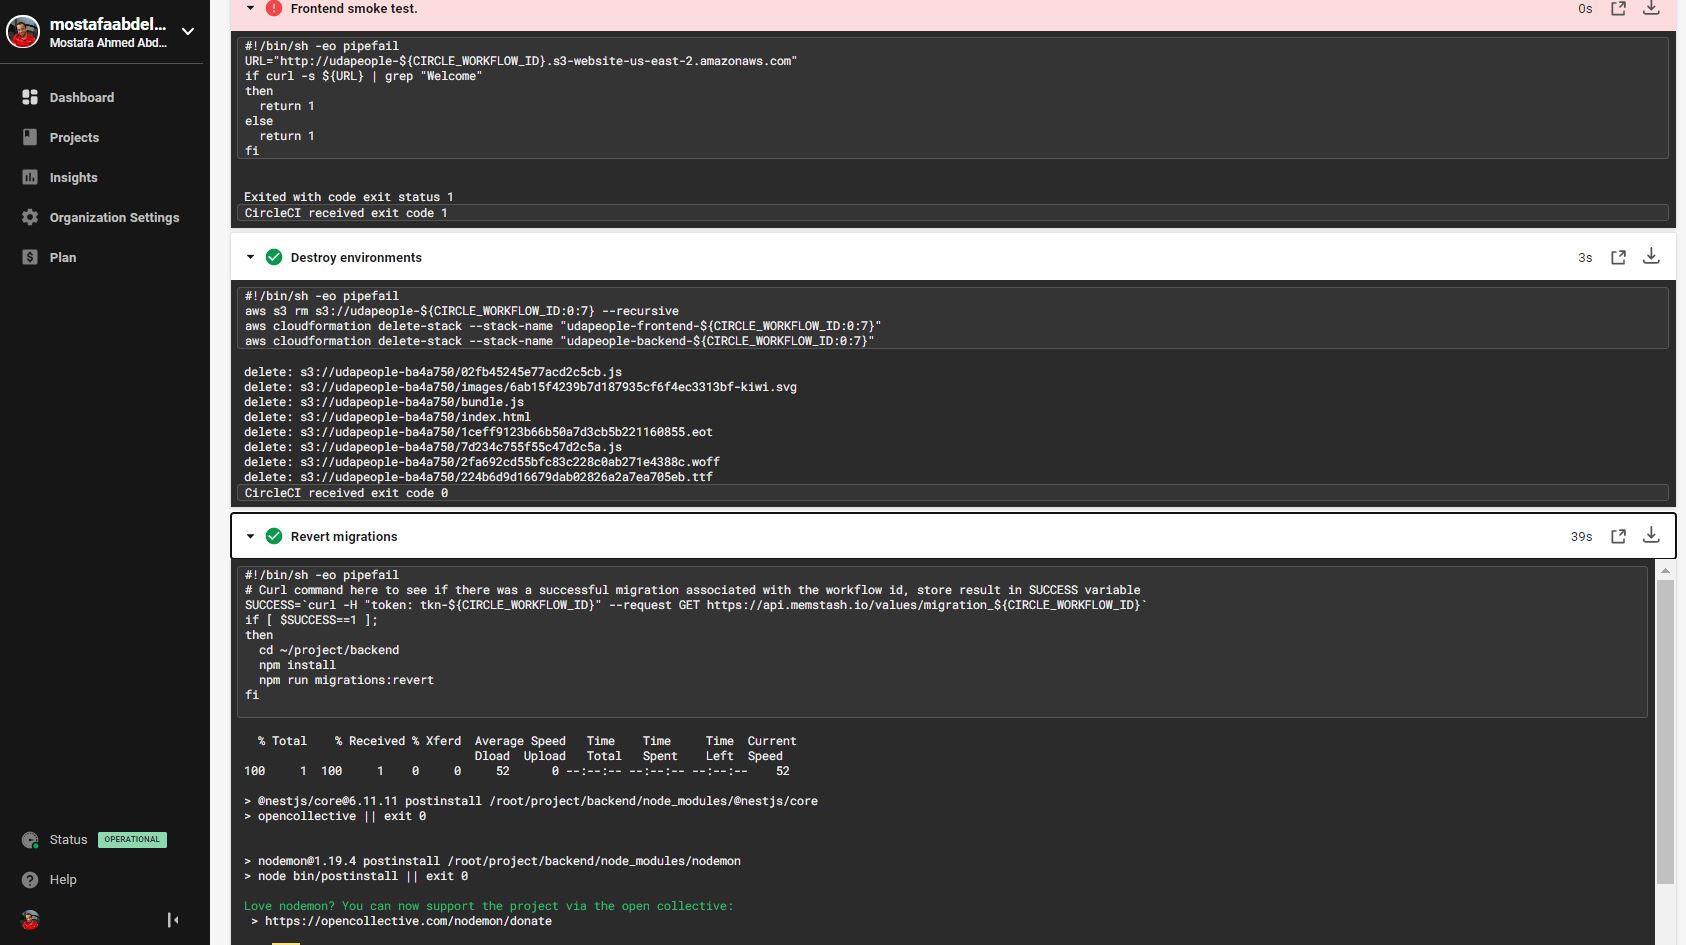 mostafaabdel...
Mostafa Ahmed Abd...
Dashboard
Projects
Insights
Organization Settings
Plan
Status OPERATIONAL
Help
Frontend smoke test.
0s
#!/bin/sh -eo pipefail
URL="http://udapeople-${CIRCLE_WORKFLOW_ID}.s3-website-us-east-2.amazonaws.com"
if curl -s ${URL} | grep "Welcome"
then
  return 1
else
  return 1
fi
Exited with code exit status 1
CircleCI received exit code 1
Destroy environments
3s
#!/bin/sh -eo pipefail
aws s3 rm s3://udapeople-${CIRCLE_WORKFLOW_ID:0:7} --recursive
aws cloudformation delete-stack --stack-name "udapeople-frontend-${CIRCLE_WORKFLOW_ID:0:7}"
aws cloudformation delete-stack --stack-name "udapeople-backend-${CIRCLE_WORKFLOW_ID:0:7}"
delete: s3://udapeople-ba4a750/02fb45245e77acd2c5cb.js
delete: s3://udapeople-ba4a750/images/6ab15f4239b7d187935cf6f4ec3313bf-kiwi.svg
delete: s3://udapeople-ba4a750/bundle.js
delete: s3://udapeople-ba4a750/index.html
delete: s3://udapeople-ba4a750/1ceff9123b66b50a7d3cb5b221160855.eot
delete: s3://udapeople-ba4a750/7d234c755f55c47d2c5a.js
delete: s3://udapeople-ba4a750/2fa692cd55bfc83c228c0ab271e4388c.woff
delete: s3://udapeople-ba4a750/224b6d9d16679dab02826a2a7ea705eb.ttf
CircleCI received exit code 0
Revert migrations
39s
#!/bin/sh -eo pipefail
# Curl command here to see if there was a successful migration associated with the workflow id, store result in SUCCESS variable
SUCCESS=`curl -H "token: tkn-${CIRCLE_WORKFLOW_ID}" --request GET https://api.memstash.io/values/migration_${CIRCLE_WORKFLOW_ID}`
if [ $SUCCESS==1 ];
then
  cd ~/project/backend
  npm install
  npm run migrations:revert
fi
% Total    % Received % Xferd  Average Speed   Time    Time     Time  Current
Dload  Upload   Total   Spent    Left  Speed
100     1  100     1    0     0     52      0 --:--:-- --:--:-- --:--:--    52
> @nestjs/core@6.11.11 postinstall /root/project/backend/node_modules/@nestjs/core
> opencollective || exit 0
> nodemon@1.19.4 postinstall /root/project/backend/node_modules/nodemon
> node bin/postinstall || exit 0
Love nodemon? You can now support the project via the open collective:
> https://opencollective.com/nodemon/donate